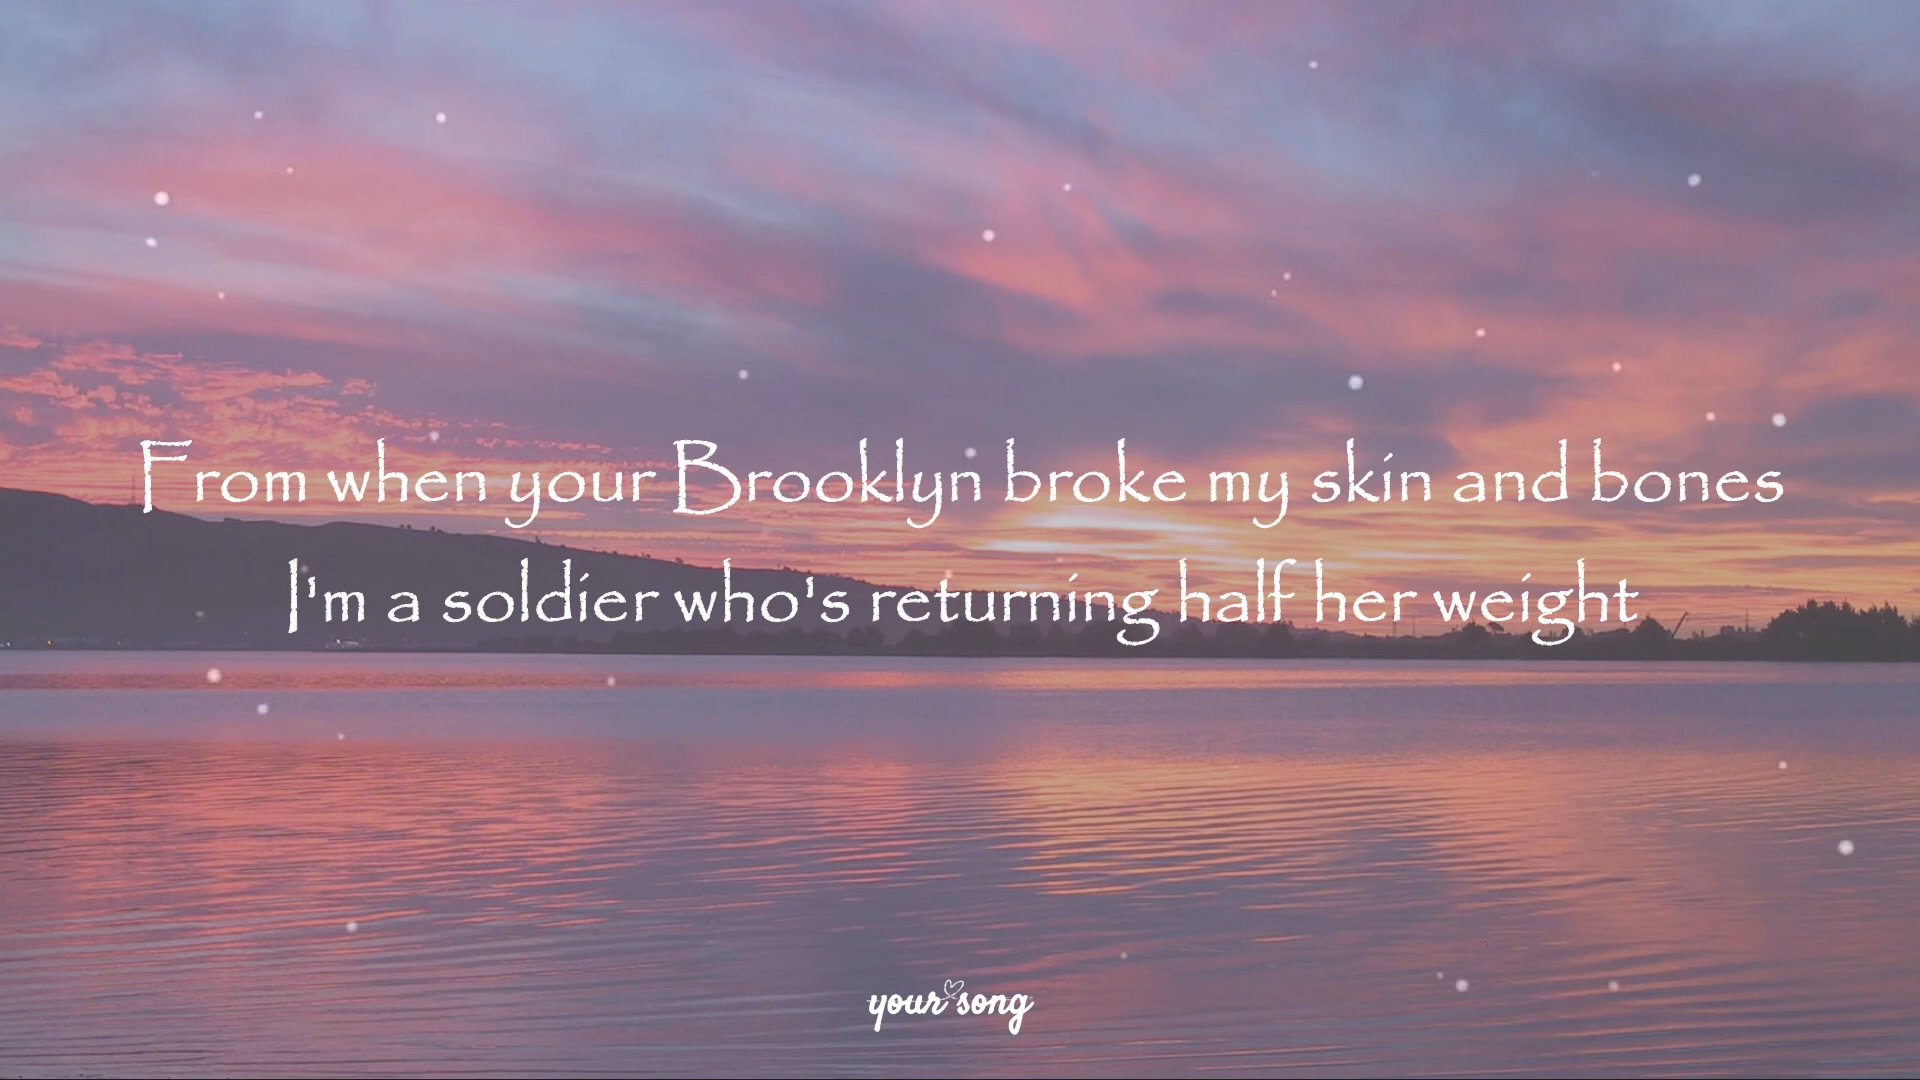 From when your Brooklyn broke my skin and bones
I'm a soldier who's returning half her weight
your song